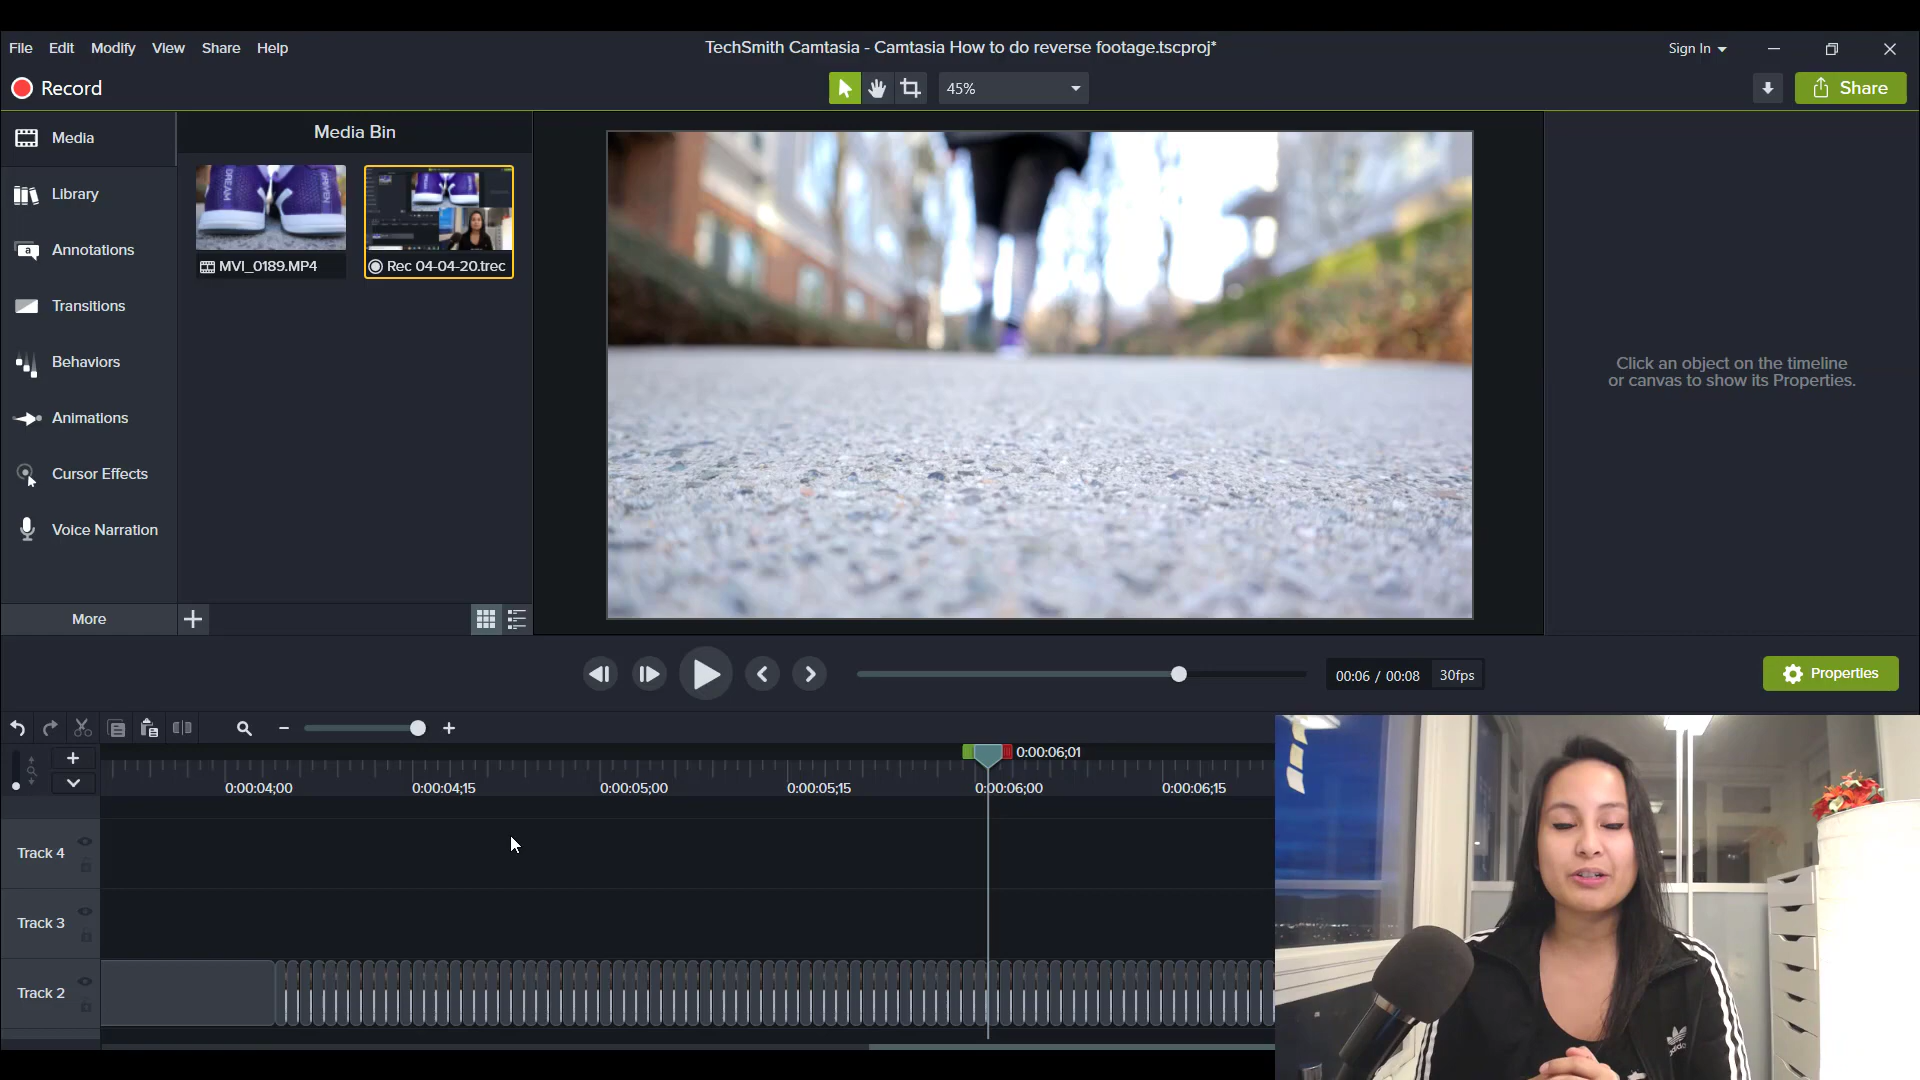 File Edit Modify View Share Help
TechSmith Camtasia - Camtasia How to do reverse footage.tscproj*
Sign In
Record
45%
Share
Media
Library
Annotations
a
Transitions
Behaviors
Animations
Cursor Effects
Voice Narration
More
Media Bin
DREAM
DRIVEN
MVI_0189.MP4
Rec 04-04-20.trec
Click an object on the timeline
or canvas to show its Properties.
00:06 / 00:08 30fps
Properties
0:00:06;01
0:00:04;00 0:00:04;15 0:00:05;00 0:00:05;15 0:00:06;00 0:00:06;15
Track 4
Track 3
Track 2
adidas